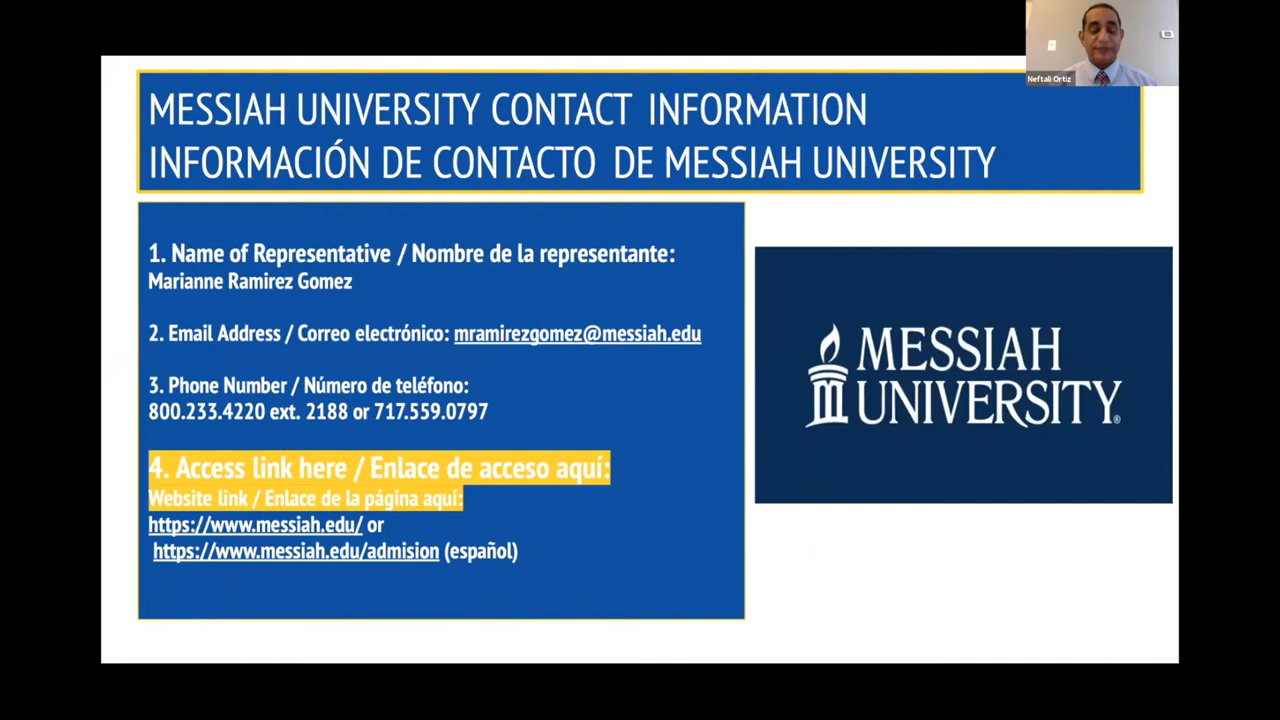 Neftali Ortiz
MESSIAH UNIVERSITY CONTACT INFORMATION
INFORMACIÓN DE CONTACTO DE MESSIAH UNIVERSITY
1. Name of Representative / Nombre de la representante:
Marianne Ramirez Gomez
2. Email Address / Correo electrónico: mramirezgomez@messiah.edu
3. Phone Number / Número de teléfono:
800.233.4220 ext. 2188 or 717.559.0797
4. Access link here / Enlace de acceso aquí:
Website link / Enlace de la página aquí:
https://www.messiah.edu/ or
https://www.messiah.edu/admision (español)
MESSIAH
UNIVERSITY®